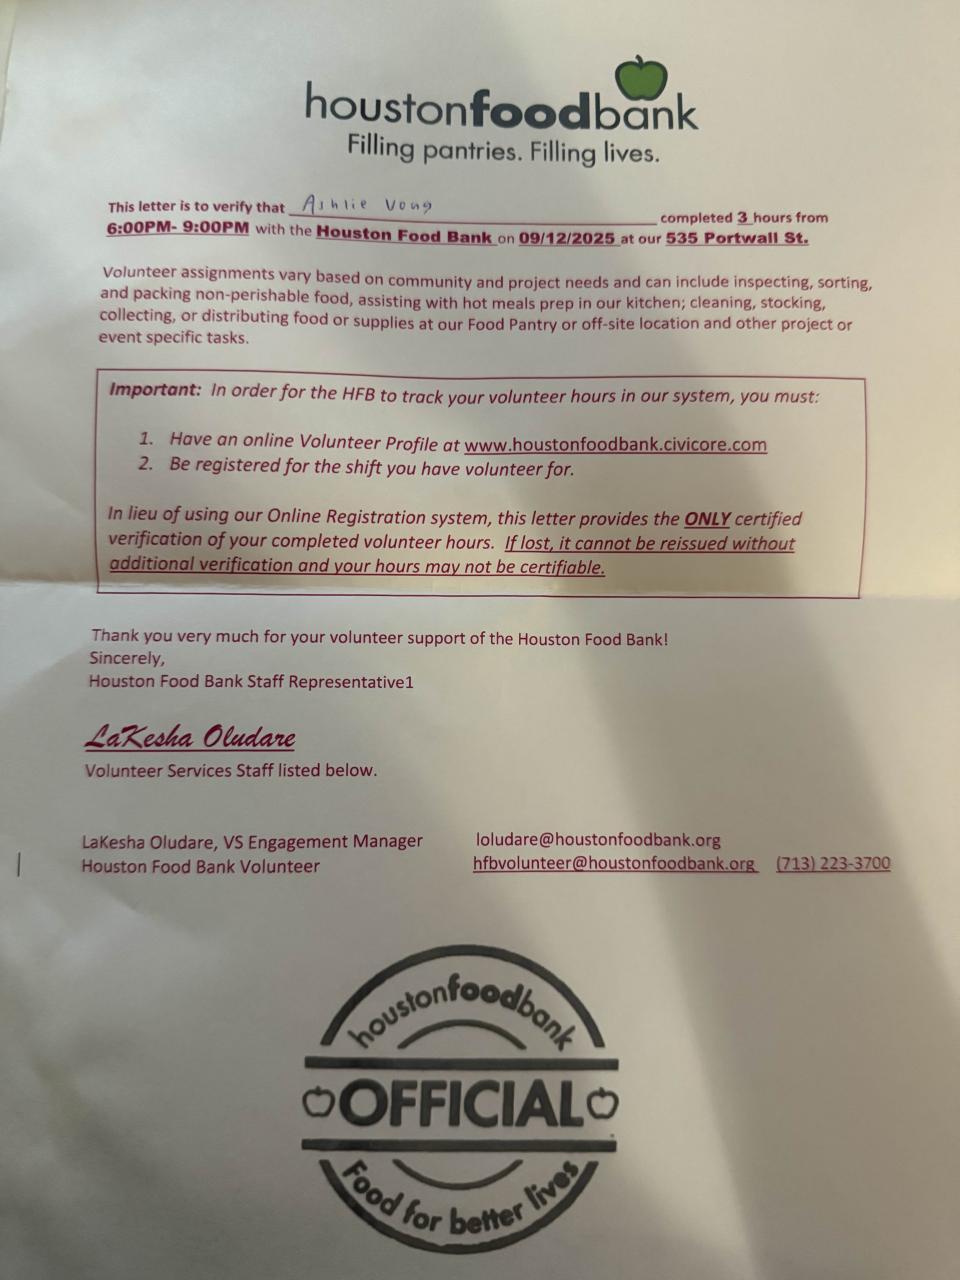 houstonfoodbank
Filling pantries. Filling lives.
This letter is to verify that Ashlie Vong completed 3 hours from
6:00PM- 9:00PM with the Houston Food Bank on 09/12/2025 at our 535 Portwall St.
Volunteer assignments vary based on community and project needs and can include inspecting, sorting,
and packing non-perishable food, assisting with hot meals prep in our kitchen; cleaning, stocking,
collecting, or distributing food or supplies at our Food Pantry or off-site location and other project or
event specific tasks.
Important: In order for the HFB to track your volunteer hours in our system, you must:
1. Have an online Volunteer Profile at www.houstonfoodbank.civicore.com
2. Be registered for the shift you have volunteer for.
In lieu of using our Online Registration system, this letter provides the ONLY certified
verification of your completed volunteer hours. If lost, it cannot be reissued without
additional verification and your hours may not be certifiable.
Thank you very much for your volunteer support of the Houston Food Bank!
Sincerely,
Houston Food Bank Staff Representative1
LaKesha Oludare
Volunteer Services Staff listed below.
LaKesha Oludare, VS Engagement Manager loludare@houstonfoodbank.org
Houston Food Bank Volunteer hfbvolunteer@houstonfoodbank.org (713) 223-3700
houstonfoodbank
OFFICIAL
Food for better lives